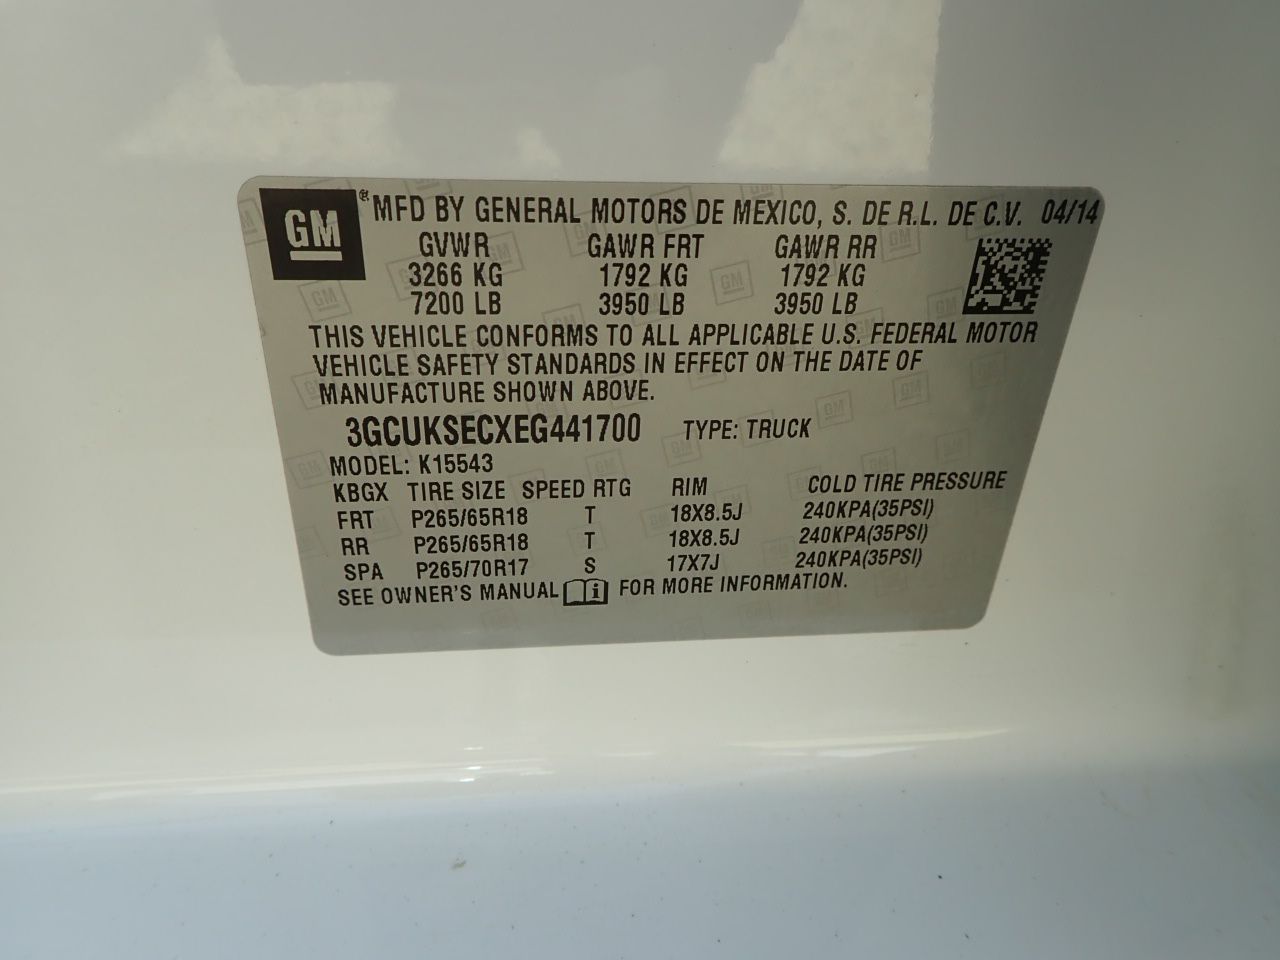 GM ® MFD BY GENERAL MOTORS DE MEXICO, S. DE R.L. DE C.V. 04/14
GVWR GAWR FRT GAWR RR
3266 KG 1792 KG 1792 KG
7200 LB 3950 LB 3950 LB
THIS VEHICLE CONFORMS TO ALL APPLICABLE U.S. FEDERAL MOTOR
VEHICLE SAFETY STANDARDS IN EFFECT ON THE DATE OF
MANUFACTURE SHOWN ABOVE.
3GCUKSECXEG441700 TYPE: TRUCK
MODEL: K15543
KBGX TIRE SIZE SPEED RTG RIM COLD TIRE PRESSURE
FRT P265/65R18 T 18X8.5J 240KPA(35PSI)
RR P265/65R18 T 18X8.5J 240KPA(35PSI)
SPA P265/70R17 S 17X7J 240KPA(35PSI)
SEE OWNER'S MANUAL i FOR MORE INFORMATION.